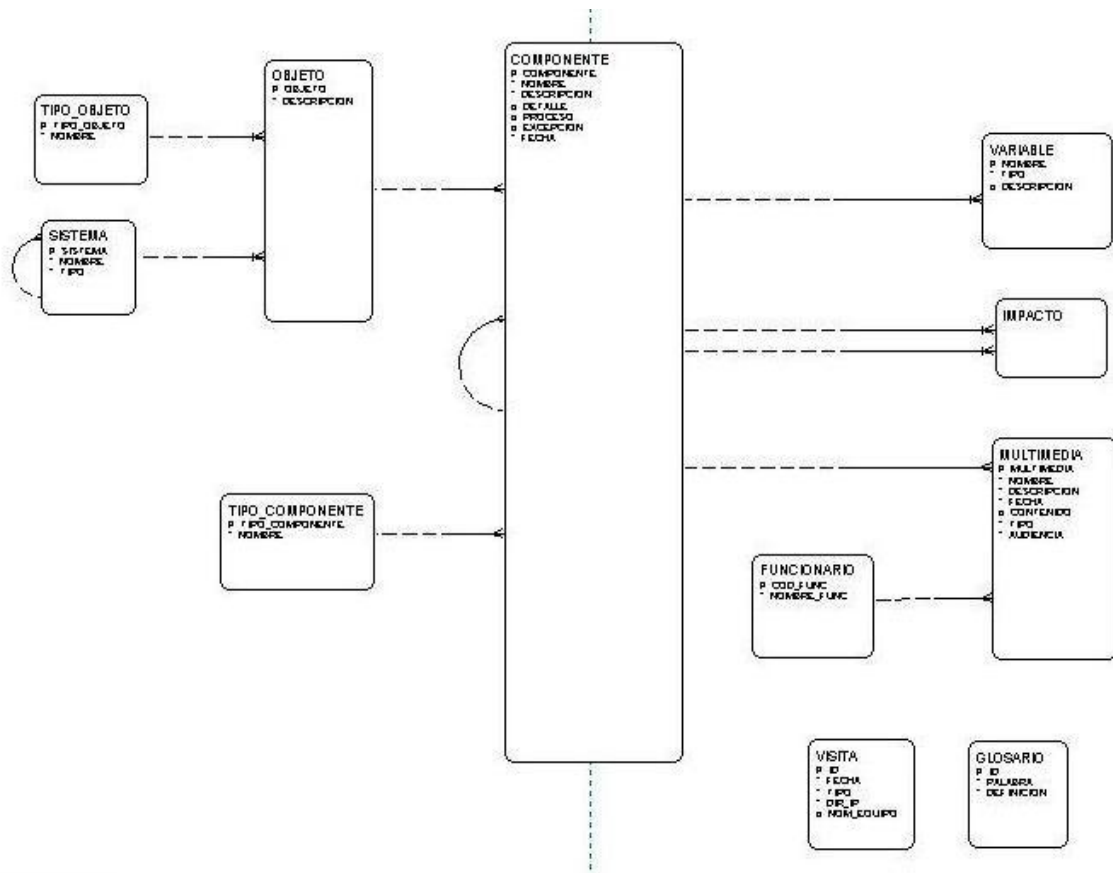 TIPO_OBJETO
P TIPO_OBJETO
* NOMBRE
SISTEMA
P SISTEMA
* NOMBRE
* TIPO
OBJETO
P OBJETO
* DESCRIPCION
TIPO_COMPONENTE
P TIPO_COMPONENTE
* NOMBRE
COMPONENTE
P COMPONENTE
* NOMBRE
* DESCRIPCION
o DETALLE
o PROCESO
o EXCEPCION
* FECHA
VARIABLE
P NOMBRE
* TIPO
o DESCRIPCION
IMPACTO
MULTIMEDIA
P MULTIMEDIA
* NOMBRE
* DESCRIPCION
* FECHA
o CONTENIDO
* TIPO
* AUDIENCIA
FUNCIONARIO
P COD_FUNC
* NOMBRE_FUNC
VISITA
P ID
* FECHA
* TIPO
* DIR_IP
o NOM_EQUIPO
GLOSARIO
P ID
* PALABRA
* DEFINICION